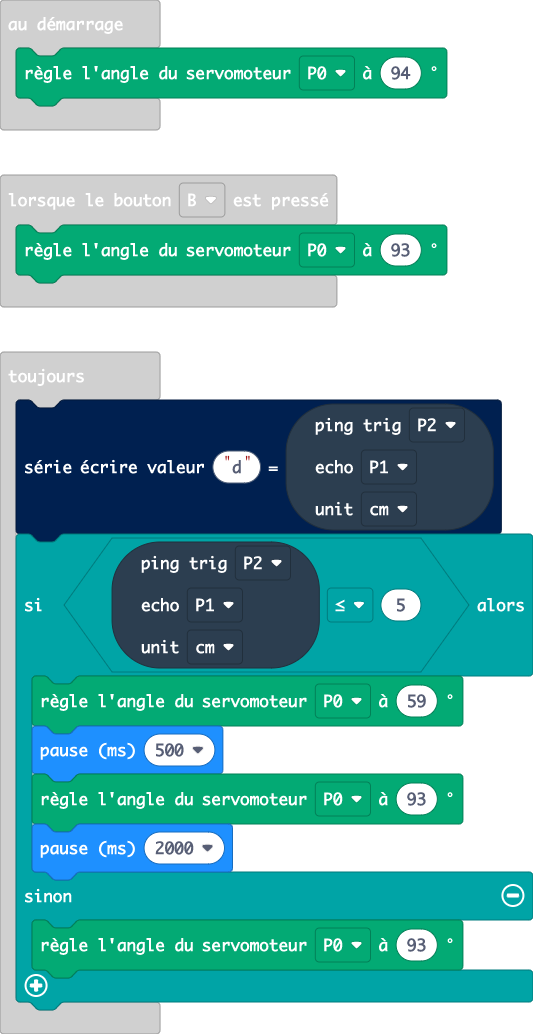 au démarrage
règle l'angle du servomoteur P0 à 94 °
lorsque le bouton B est pressé
règle l'angle du servomoteur P0 à 93 °
toujours
ping trig P2
série écrire valeur "d" = echo P1
unit cm
ping trig P2
si echo P1 ≤ 5 alors
unit cm
règle l'angle du servomoteur P0 à 59 °
pause (ms) 500
règle l'angle du servomoteur P0 à 93 °
pause (ms) 2000
sinon
règle l'angle du servomoteur P0 à 93 °